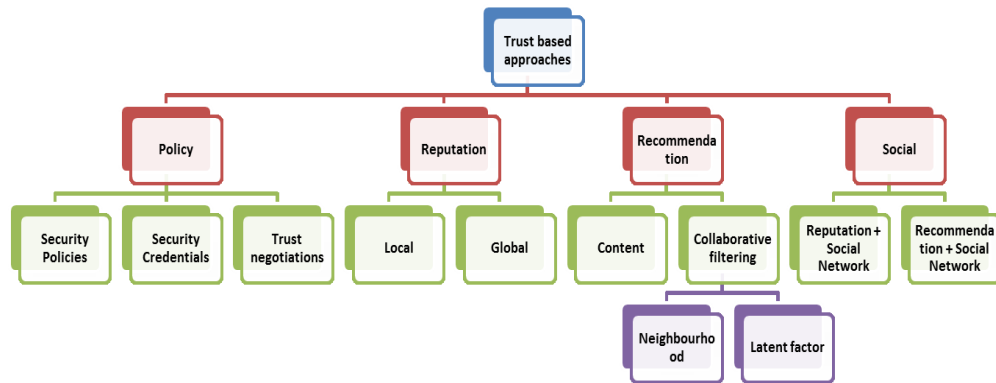 Trust based
approaches
Policy
Reputation
Recommenda
tion
Social
Security
Policies
Security
Credentials
Trust
negotiations
Local
Global
Content
Collaborative
filtering
Reputation +
Social
Network
Recommenda
tion + Social
Network
Neighbourho
od
Latent factor